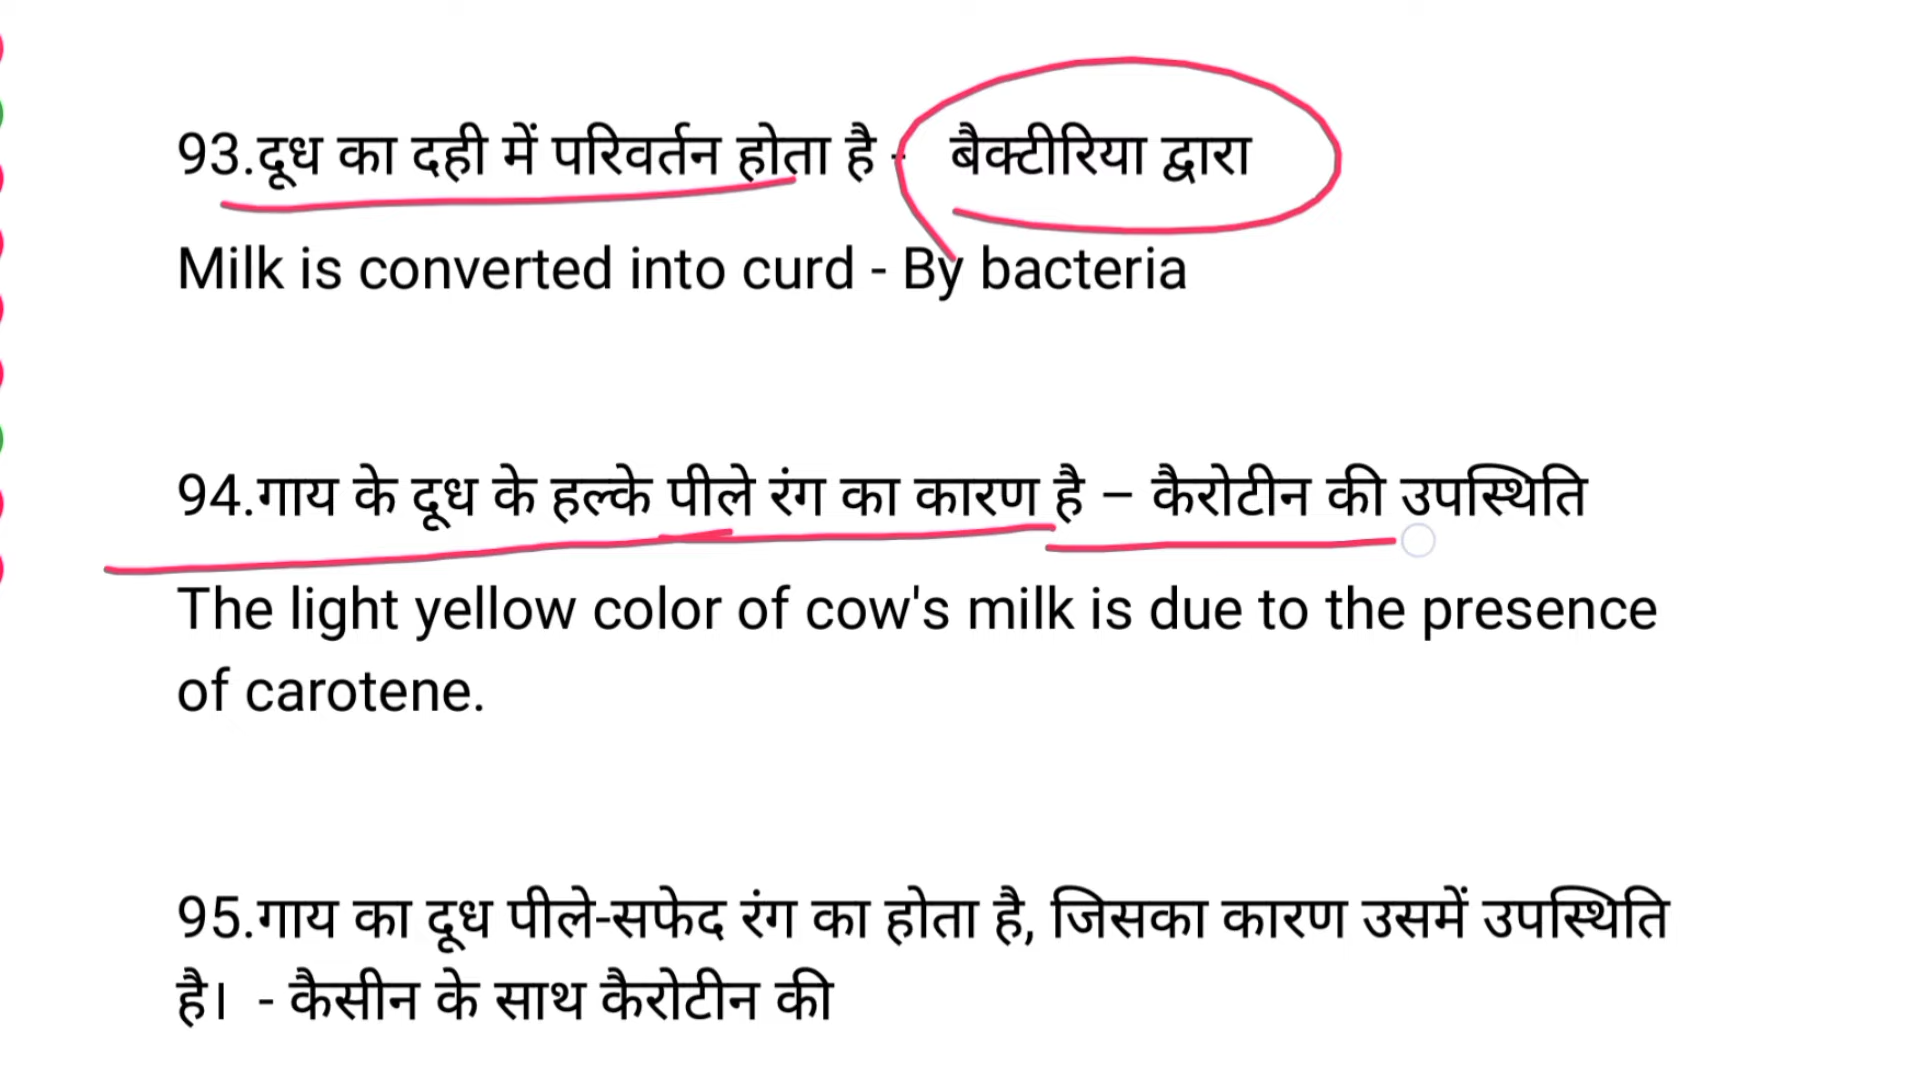 93.दूध का दही में परिवर्तन होता है - बैक्टीरिया द्वारा
Milk is converted into curd - By bacteria
94.गाय के दूध के हल्के पीले रंग का कारण है – कैरोटीन की उपस्थिति
The light yellow color of cow's milk is due to the presence
of carotene.
95.गाय का दूध पीले-सफेद रंग का होता है, जिसका कारण उसमें उपस्थिति
है। - कैसीन के साथ कैरोटीन की